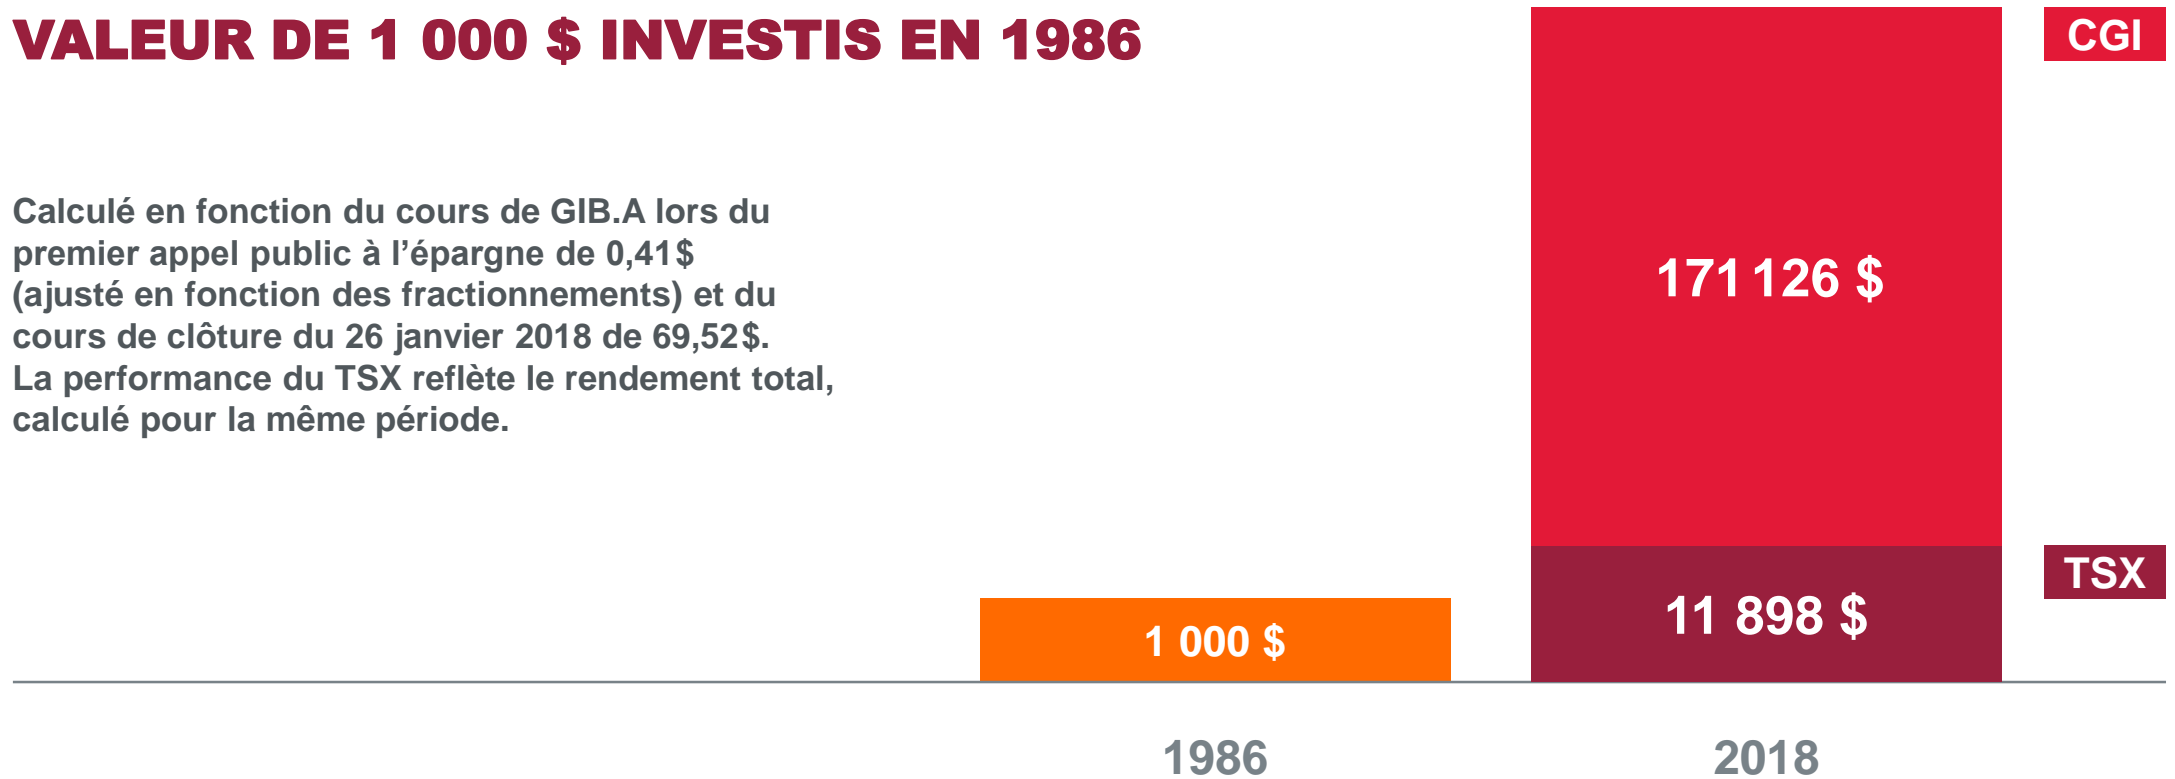 VALEUR DE 1 000 $ INVESTIS EN 1986
CGI
Calculé en fonction du cours de GIB.A lors du
premier appel public à l’épargne de 0,41$
(ajusté en fonction des fractionnements) et du
cours de clôture du 26 janvier 2018 de 69,52$.
La performance du TSX reflète le rendement total,
calculé pour la même période.
171 126 $
TSX
11 898 $
1 000 $
1986
2018